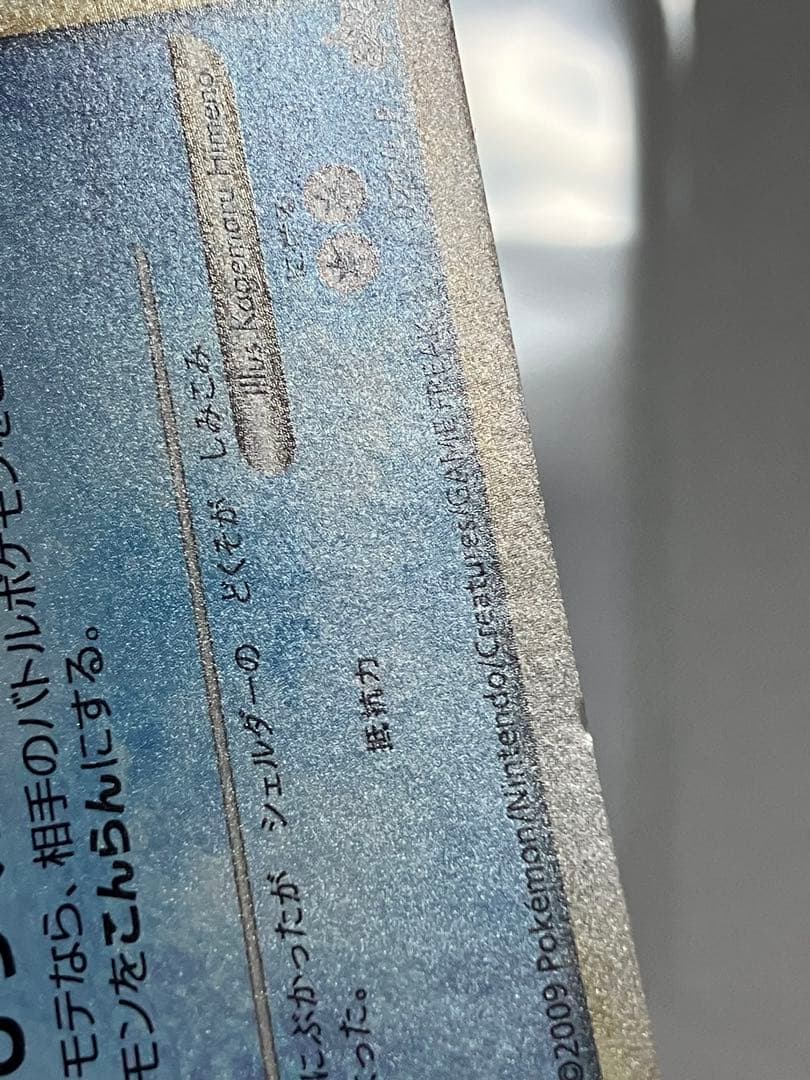 モテなら、相手のバトルポケモンを
モンをこんらんにする。
Illus. Kagemaru Himeno
にぶかったが シェルダーの どくそが しみこみ
った。
抵抗力 にげる
©2009 Pokémon/Nintendo/Creatures/GAME FREAK